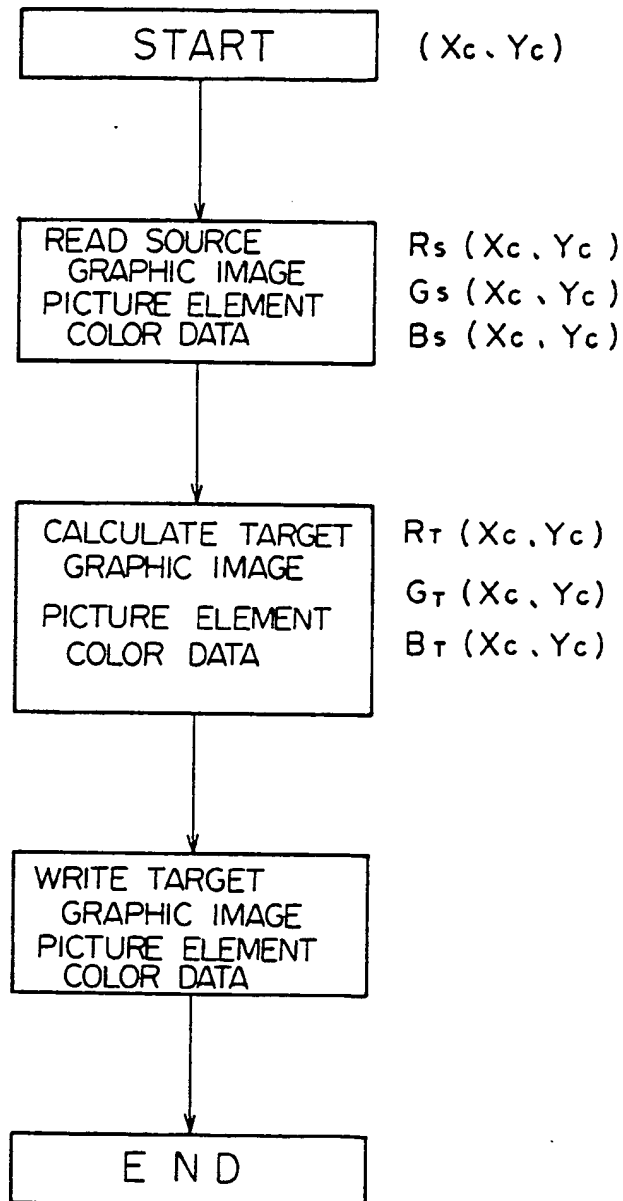 START (Xc、Yc)
READ SOURCE Rs (Xc、Yc)
GRAPHIC IMAGE
PICTURE ELEMENT Gs (Xc、Yc)
COLOR DATA Bs (Xc、Yc)
CALCULATE TARGET RT (Xc、Yc)
GRAPHIC IMAGE
PICTURE ELEMENT GT (Xc、Yc)
COLOR DATA BT (Xc、Yc)
WRITE TARGET
GRAPHIC IMAGE
PICTURE ELEMENT
COLOR DATA
END